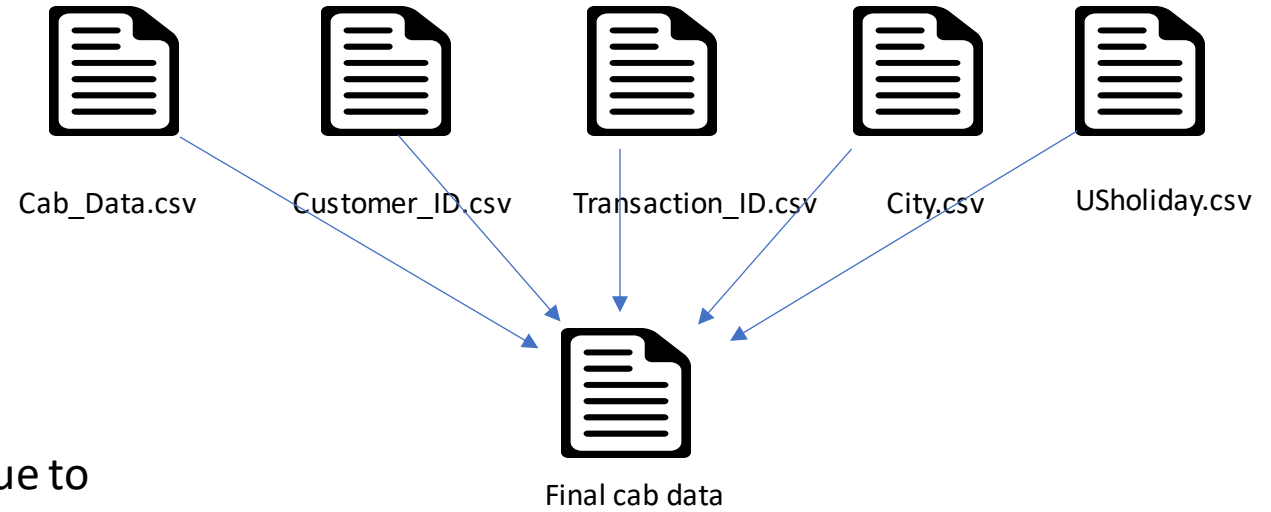 Cab_Data.csv Customer_ID.csv Transaction_ID.csv City.csv USholiday.csv
ue to
Final cab data